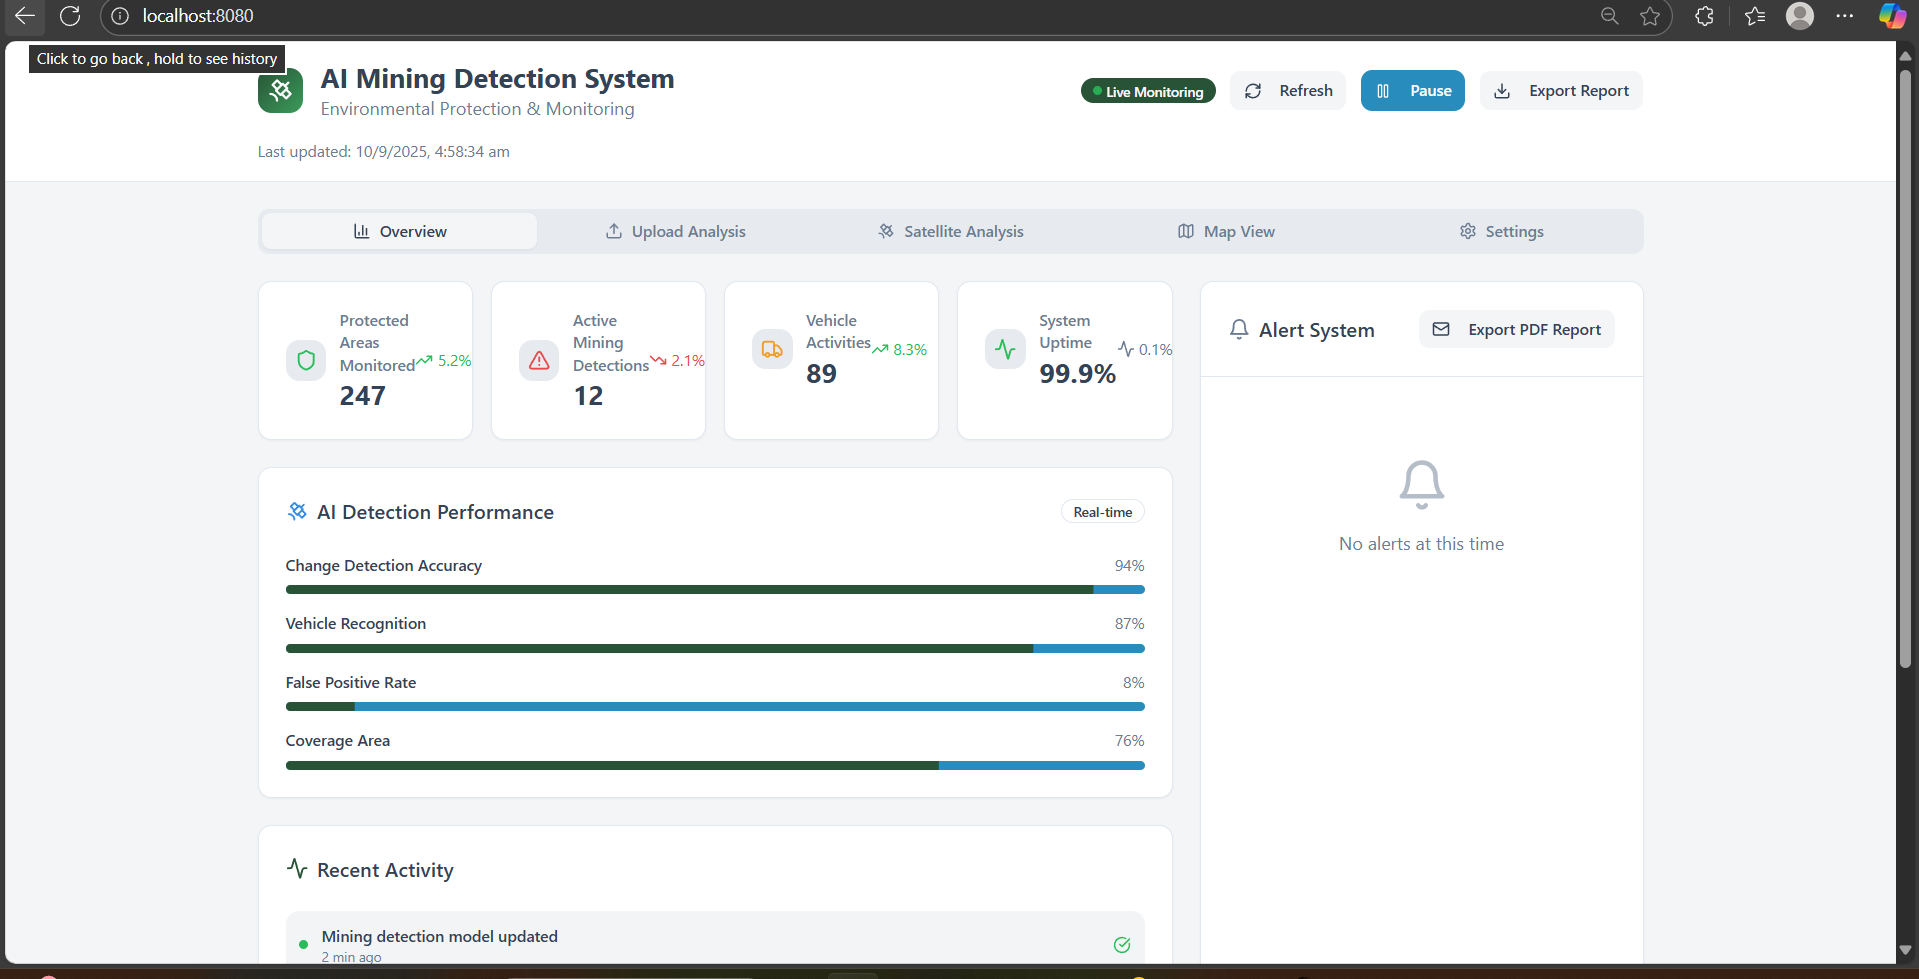 localhost:8080
Click to go back , hold to see history
AI Mining Detection System
Environmental Protection & Monitoring
Live Monitoring
Refresh
Pause
Export Report
Last updated: 10/9/2025, 4:58:34 am
Overview
Upload Analysis
Satellite Analysis
Map View
Settings
Protected
Areas
Monitored
5.2%
247
Active
Mining
Detections
2.1%
12
Vehicle
Activities
8.3%
89
System
Uptime
0.1%
99.9%
Alert System
Export PDF Report
No alerts at this time
AI Detection Performance
Real-time
Change Detection Accuracy
94%
Vehicle Recognition
87%
False Positive Rate
8%
Coverage Area
76%
Recent Activity
Mining detection model updated
2 min ago